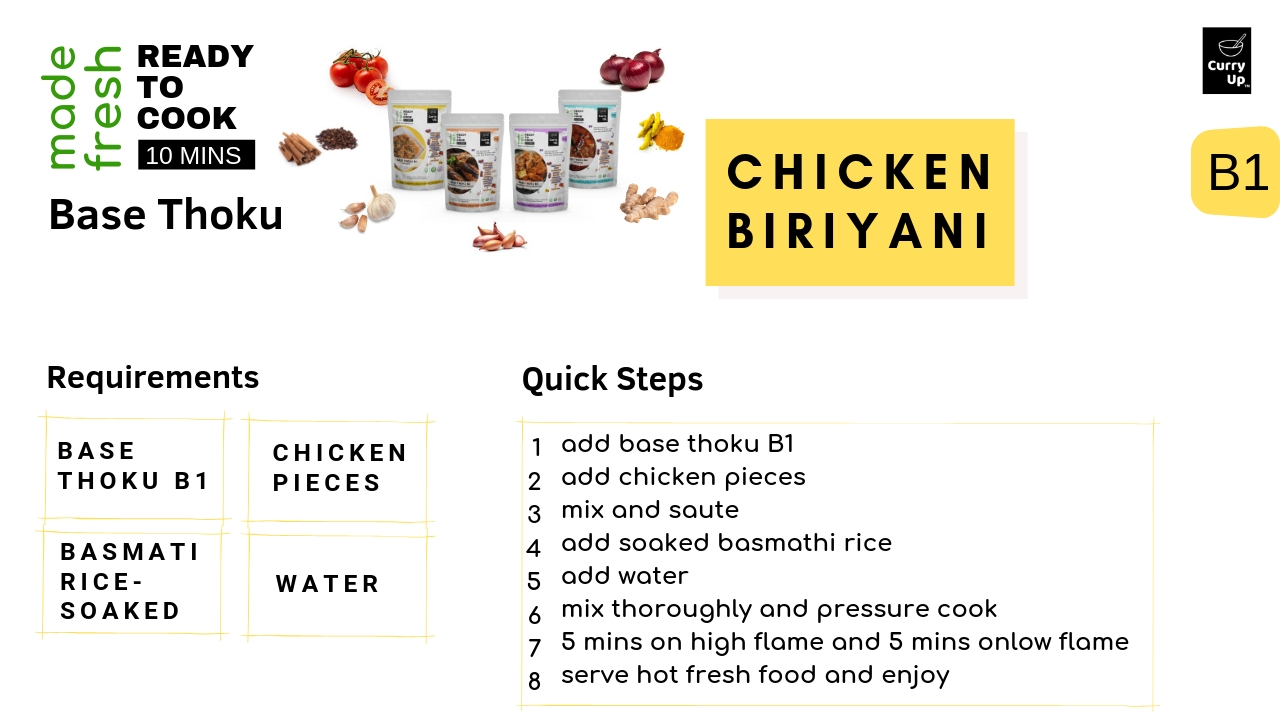 made
fresh
READY
TO
COOK
10 MINS
Base Thoku
CHICKEN
BIRIYANI
Curry
Up
B1
Requirements
BASE
THOKU B1
CHICKEN
PIECES
BASMATI
RICE-
SOAKED
WATER
Quick Steps
1 add base thoku B1
2 add chicken pieces
3 mix and saute
4 add soaked basmathi rice
5 add water
6 mix thoroughly and pressure cook
7 5 mins on high flame and 5 mins onlow flame
8 serve hot fresh food and enjoy